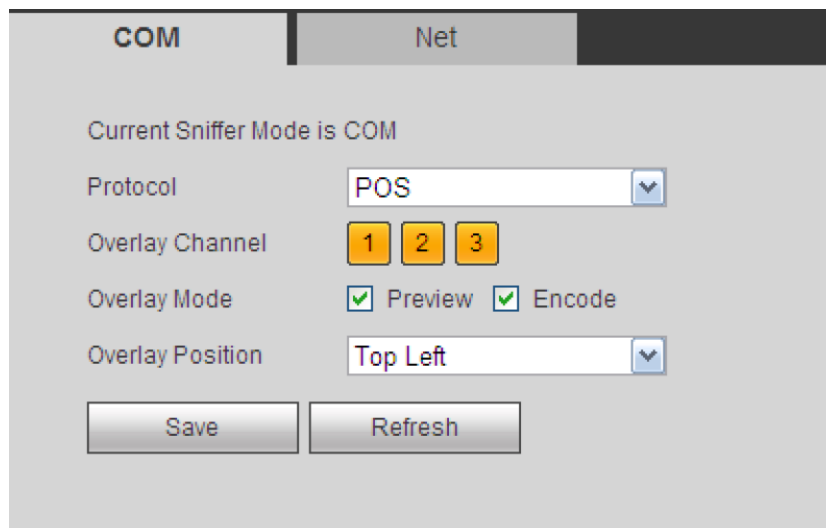 COM Net
Current Sniffer Mode is COM
Protocol POS
Overlay Channel 1 2 3
Overlay Mode Preview Encode
Overlay Position Top Left
Save Refresh